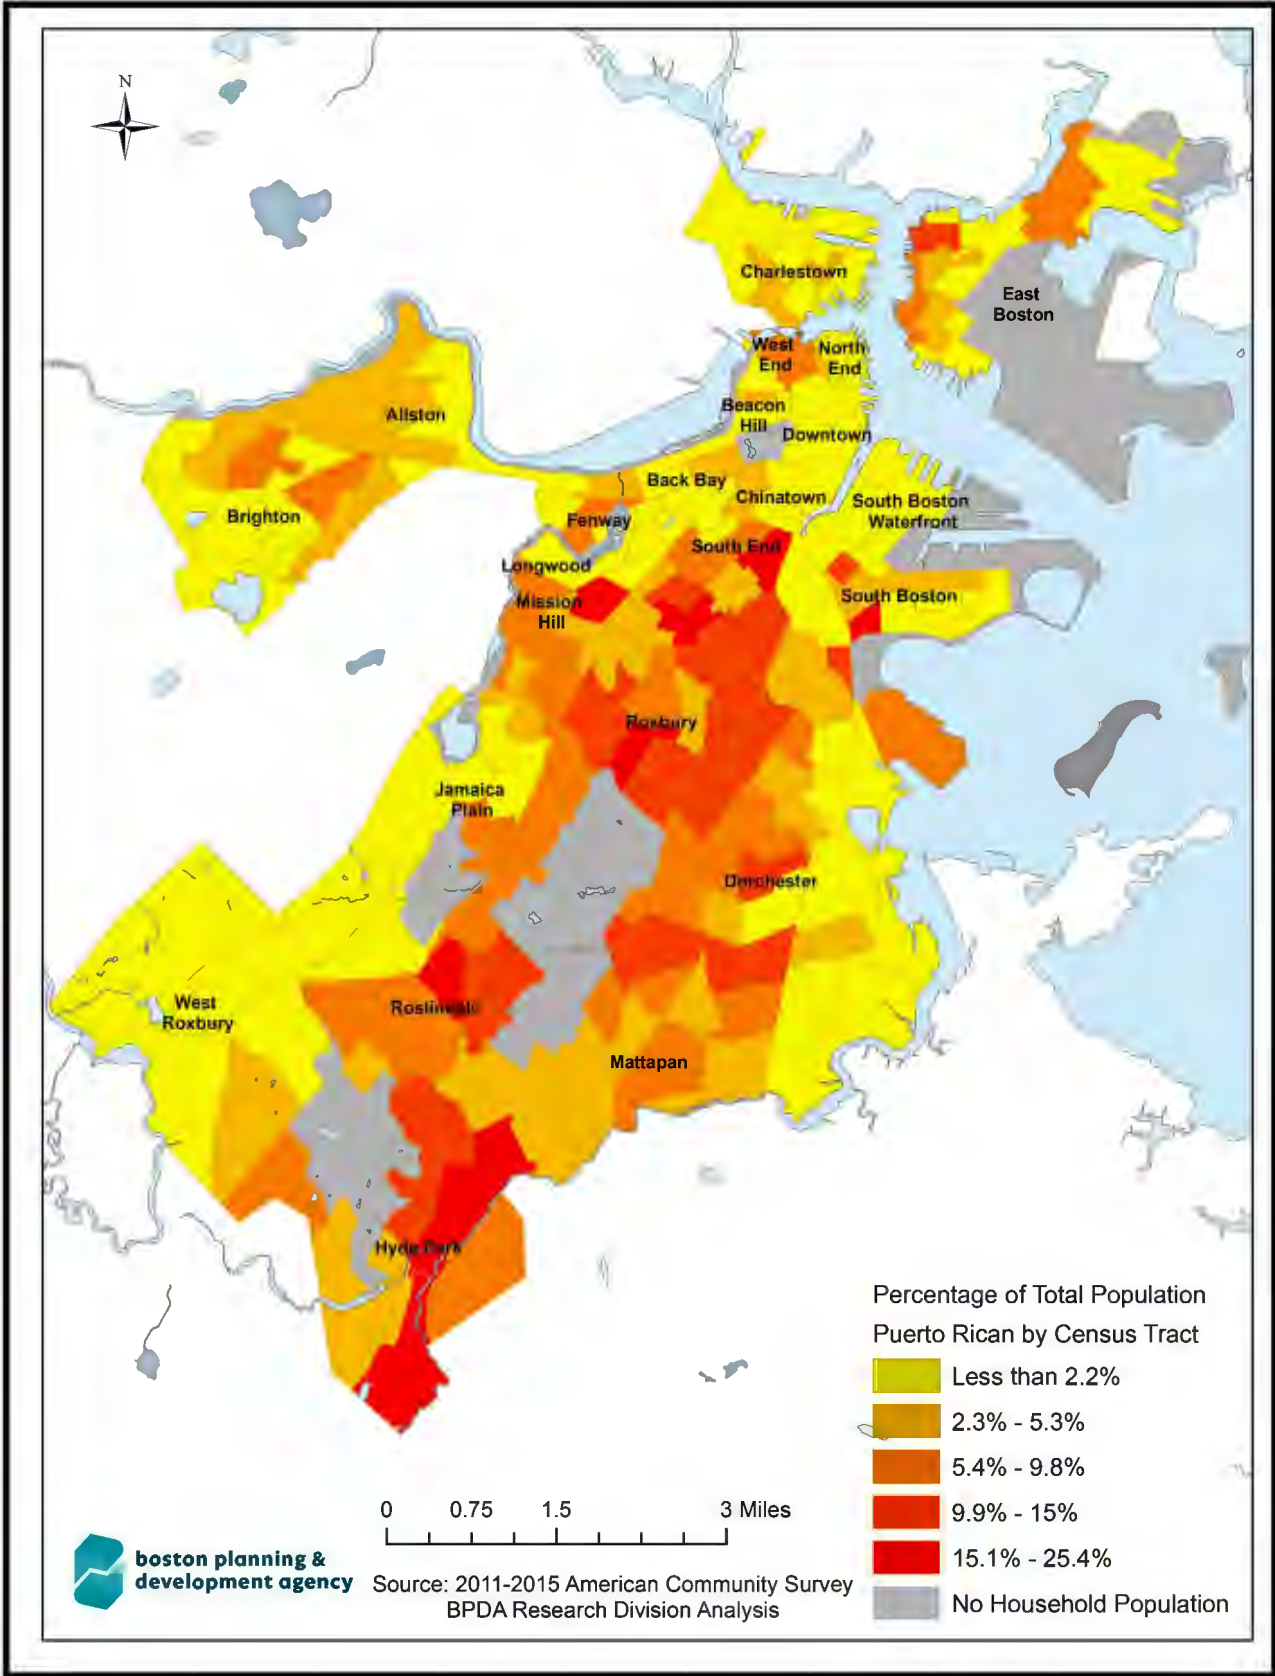 N
Charlestown
East
Boston
West
End
North
End
Allston
Beacon
Hill
Downtown
Back Bay
Chinatown
South Boston
Waterfront
Brighton
Fenway
South End
Longwood
South Boston
Mission
Hill
Roxbury
Jamaica
Plain
Dorchester
West
Roxbury
Roslindale
Mattapan
Hyde Park
Percentage of Total Population
Puerto Rican by Census Tract
Less than 2.2%
2.3% - 5.3%
5.4% - 9.8%
9.9% - 15%
15.1% - 25.4%
No Household Population
0 0.75 1.5 3 Miles
boston planning &
development agency
Source: 2011-2015 American Community Survey
BPDA Research Division Analysis